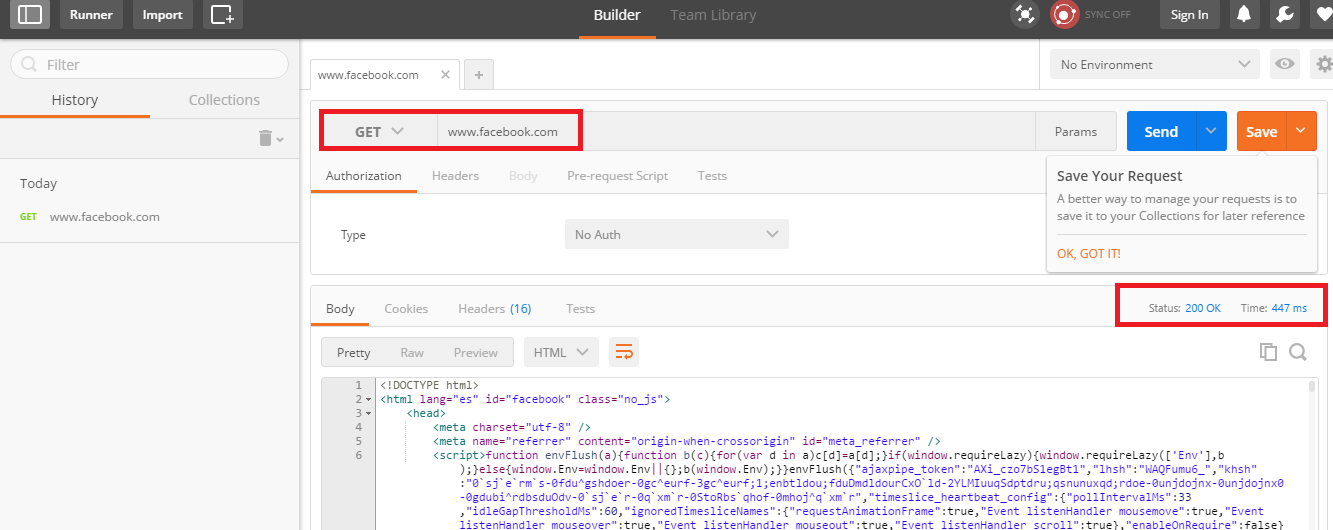 Runner
Import
Builder
Team Library
SYNC OFF
Sign In
Filter
History
Collections
Today
GET www.facebook.com
www.facebook.com
No Environment
GET
www.facebook.com
Params
Send
Save
Authorization
Headers
Body
Pre-request Script
Tests
Type
No Auth
Save Your Request
A better way to manage your requests is to
save it to your Collections for later reference
OK, GOT IT!
Body
Cookies
Headers (16)
Tests
Status: 200 OK
Time: 447 ms
Pretty
Raw
Preview
HTML
1 <!DOCTYPE html>
2 <html lang="es" id="facebook" class="no_js">
3 <head>
4 <meta charset="utf-8" />
5 <meta name="referrer" content="origin-when-crossorigin" id="meta_referrer" />
6 <script>function envFlush(a){function b(c){for(var d in a)c[d]=a[d];}if(window.requireLazy){window.requireLazy(['Env'],b
);}else{window.Env=window.Env||{};b(window.Env);}}envFlush({"ajaxpipe_token":"AXi_czo7bS1egBt1","lhsh":"WAQFumu6_","khsh"
:"0`sj`e`rm`s-0fdu^gshdoer-0gc^eurf-3gc^eurf;1;enbtldou;fduDmdldourCxO`ld-2YLMIuuqSdptdru;qsnunuxqd;rdoe-0unjdojnx-0unjdojnx0
-0gdubi^rdbsduOdv-0`sj`e`r-0q`xm`r-0StoRbs`qhof-0mhoj^q`xm`r","timeslice_heartbeat_config":{"pollIntervalMs":33
,"idleGapThresholdMs":60,"ignoredTimesliceNames":{"requestAnimationFrame":true,"Event listenHandler mousemove":true,"Event
listenHandler mouseover":true,"Event listenHandler mouseout":true,"Event listenHandler scroll":true},"enableOnRequire":false}